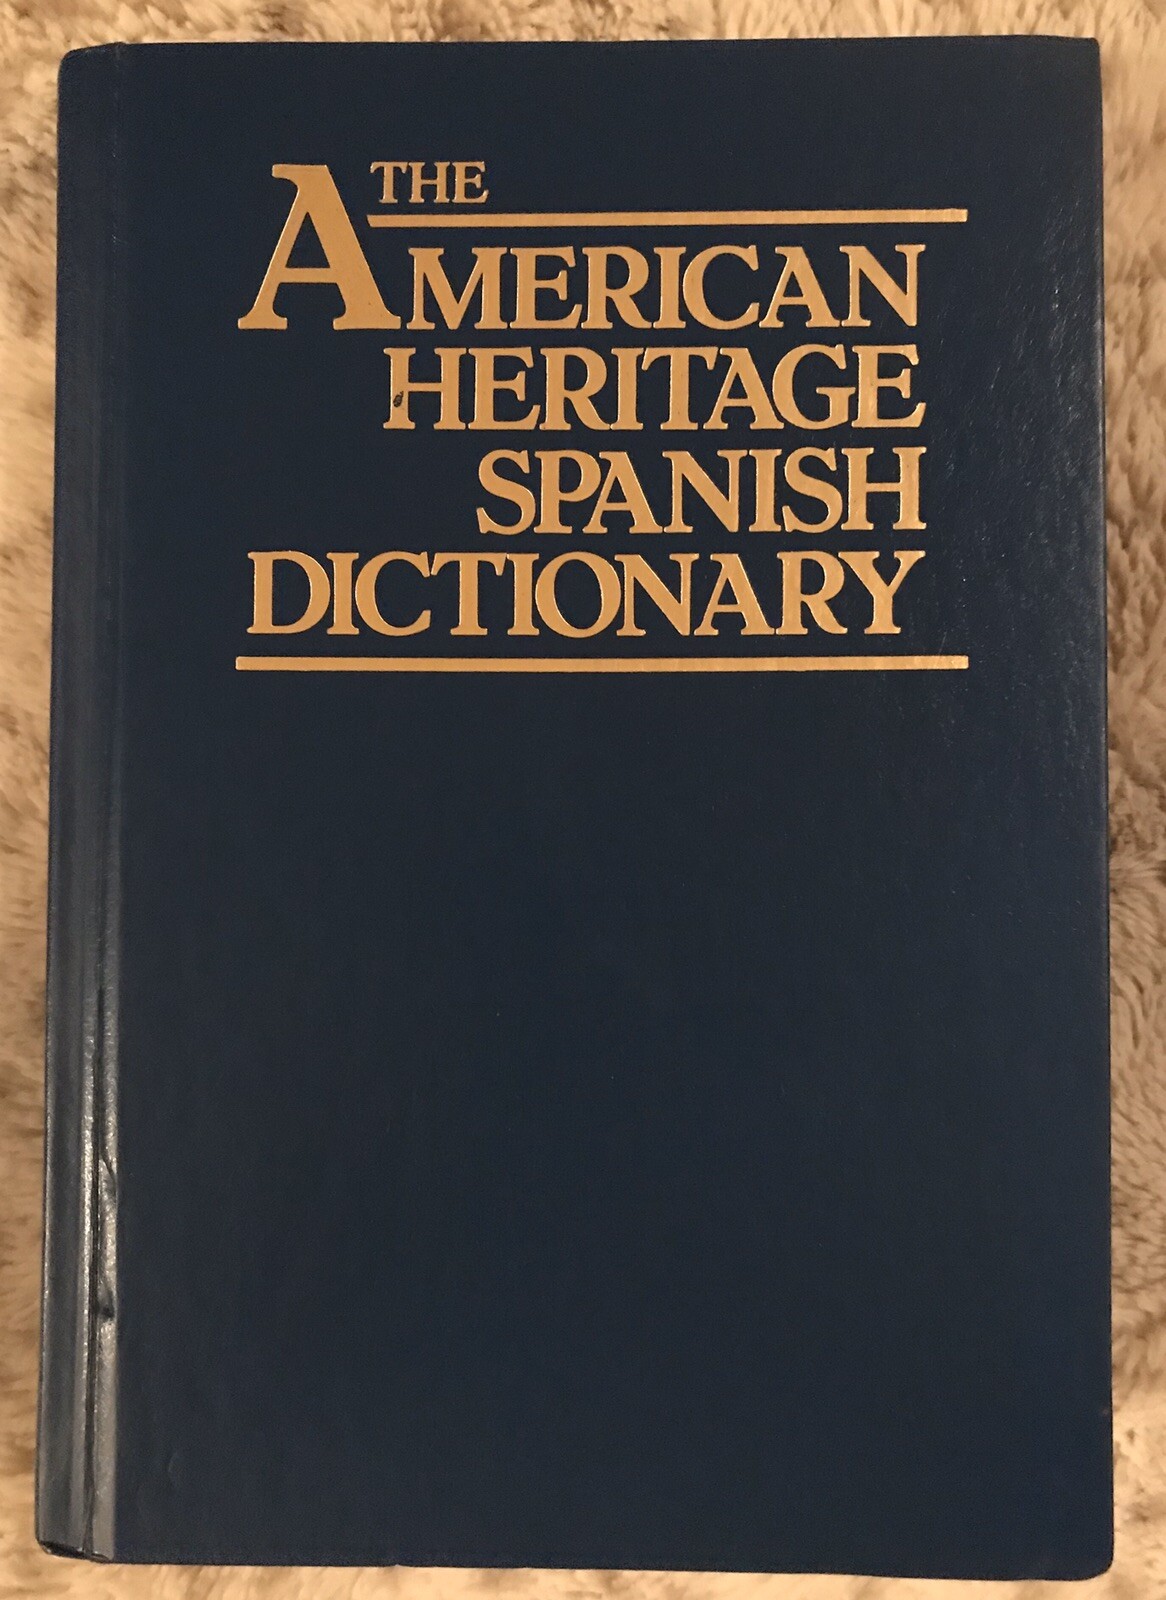 THE
AMERICAN
HERITAGE
SPANISH
DICTIONARY